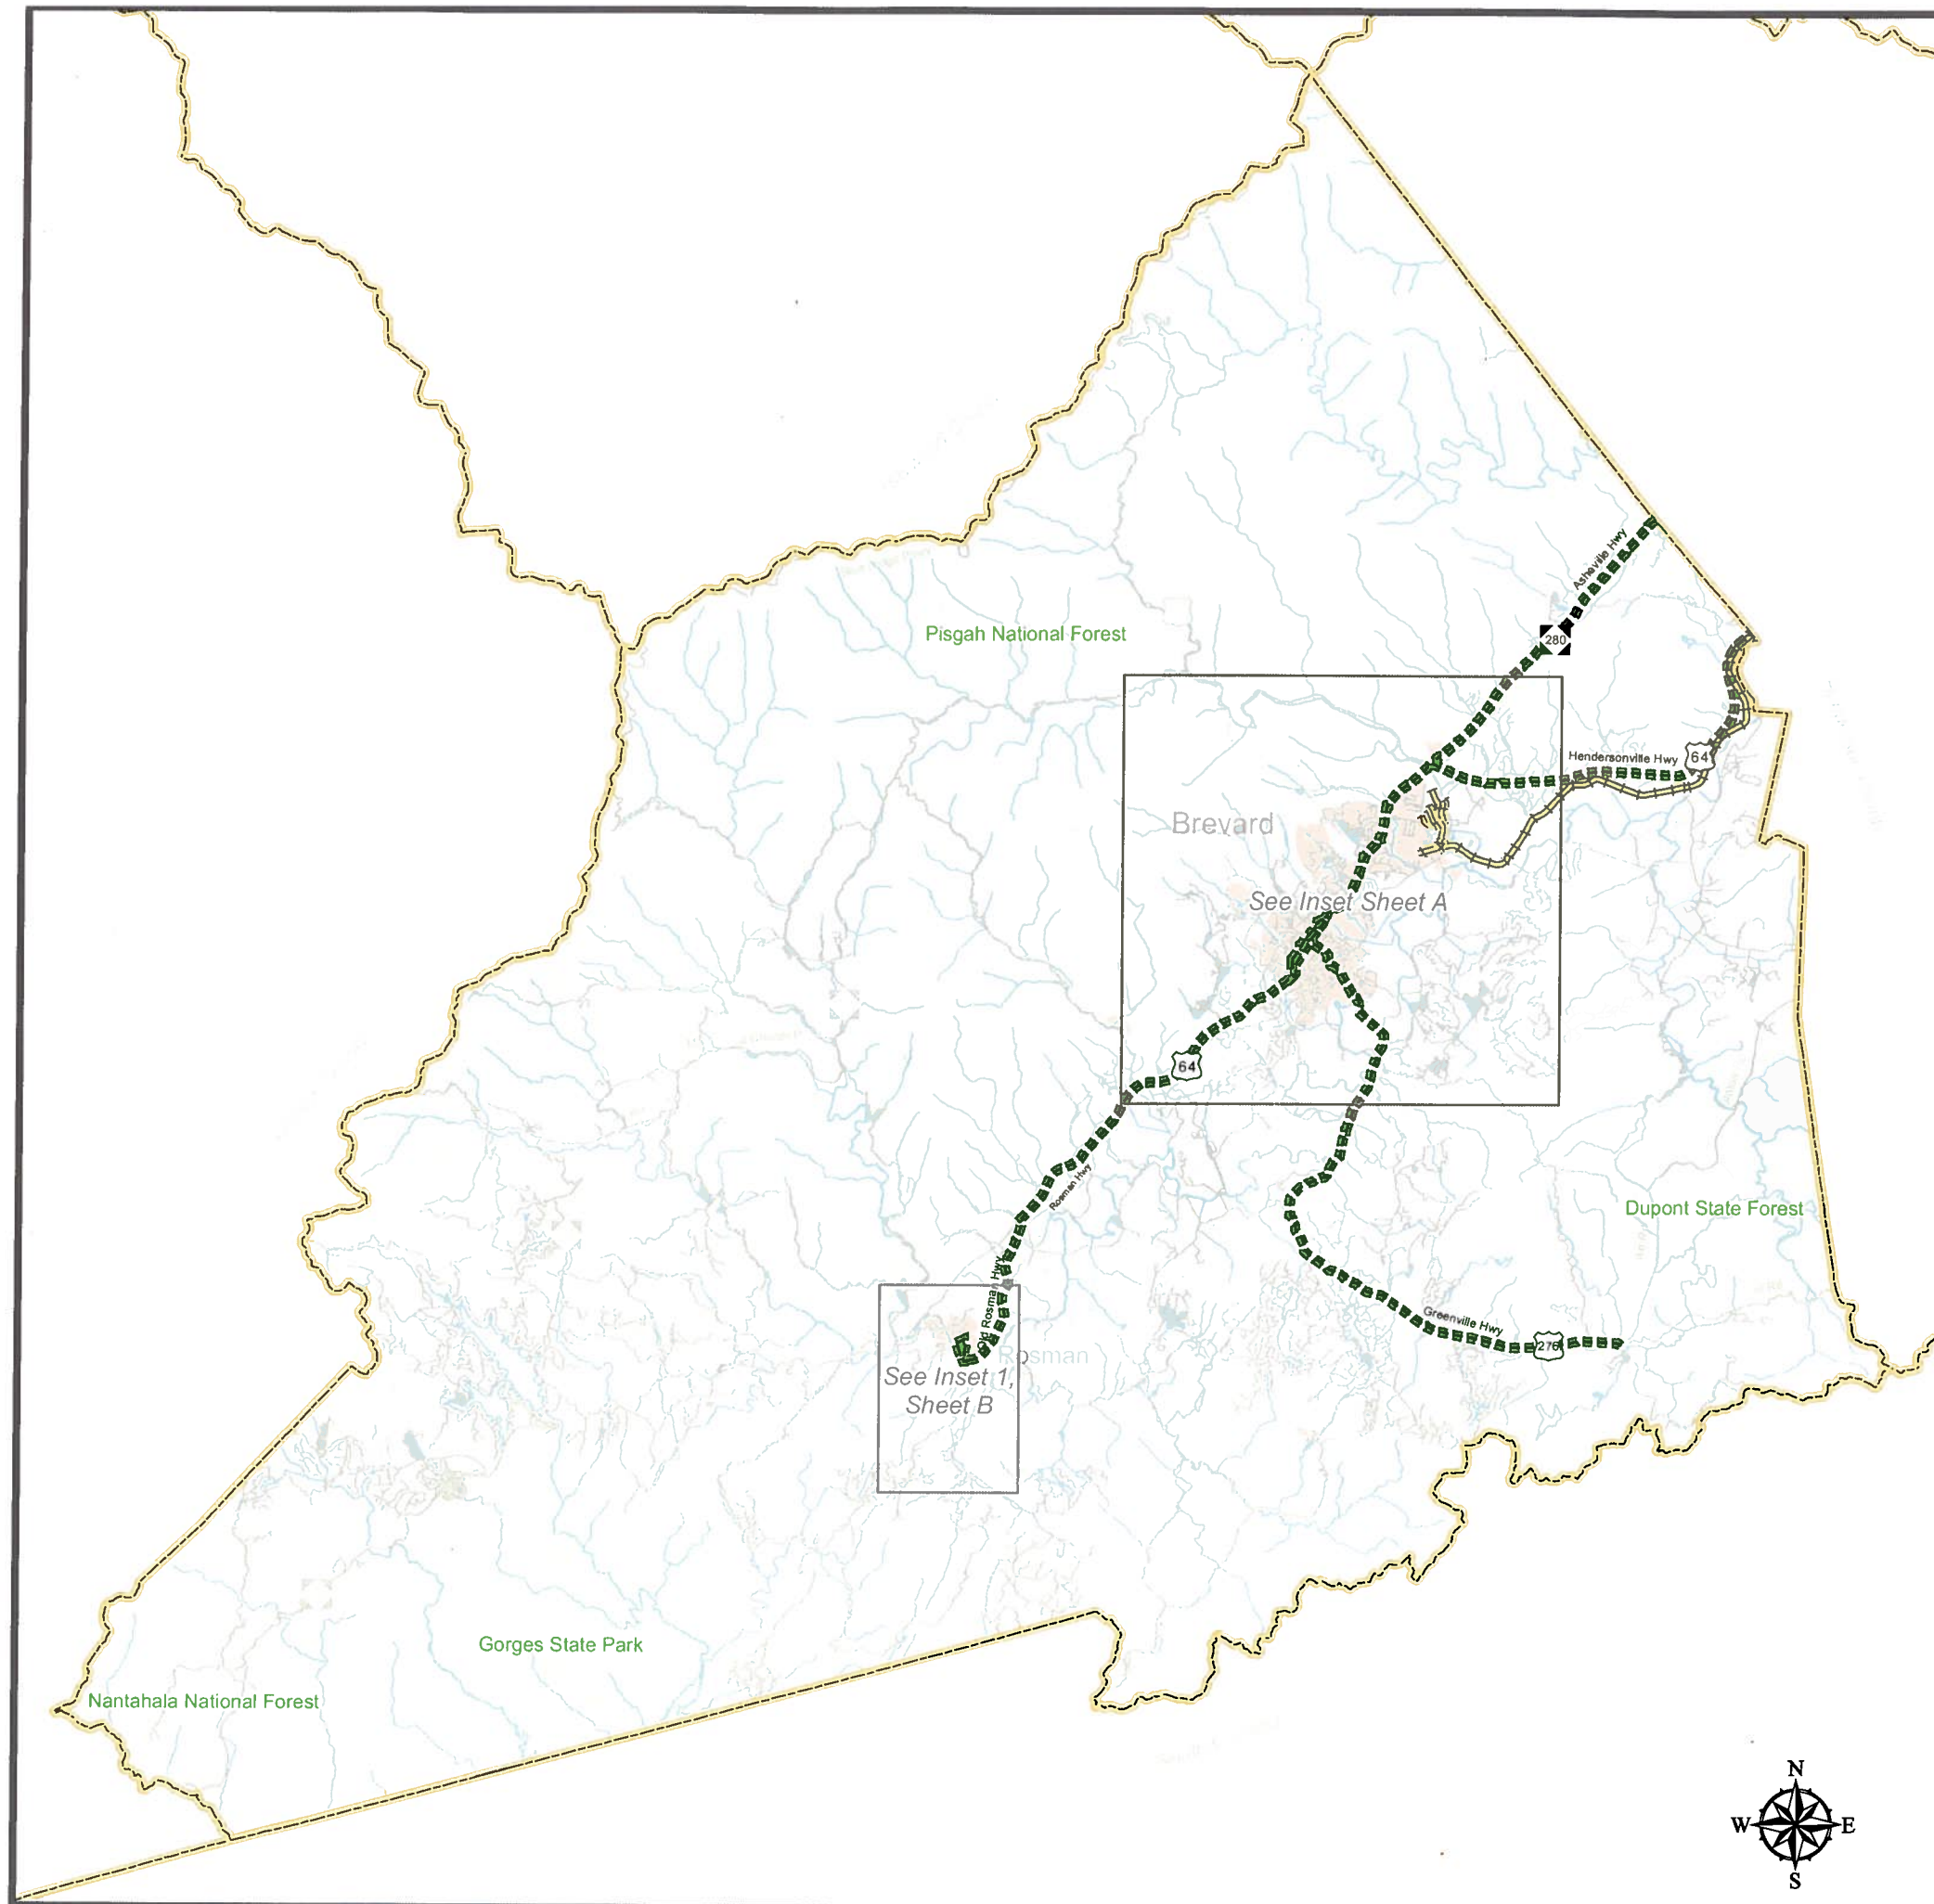 Asheville Hwy
Pisgah National Forest
280
Hendersonville Hwy
64
Brevard
See Inset Sheet A
64
Rosman Hwy
Dupont State Forest
Old Rosman Hwy
Greenville Hwy
276
Rosman
See Inset 1,
Sheet B
Gorges State Park
Nantahala National Forest
N
W
E
S